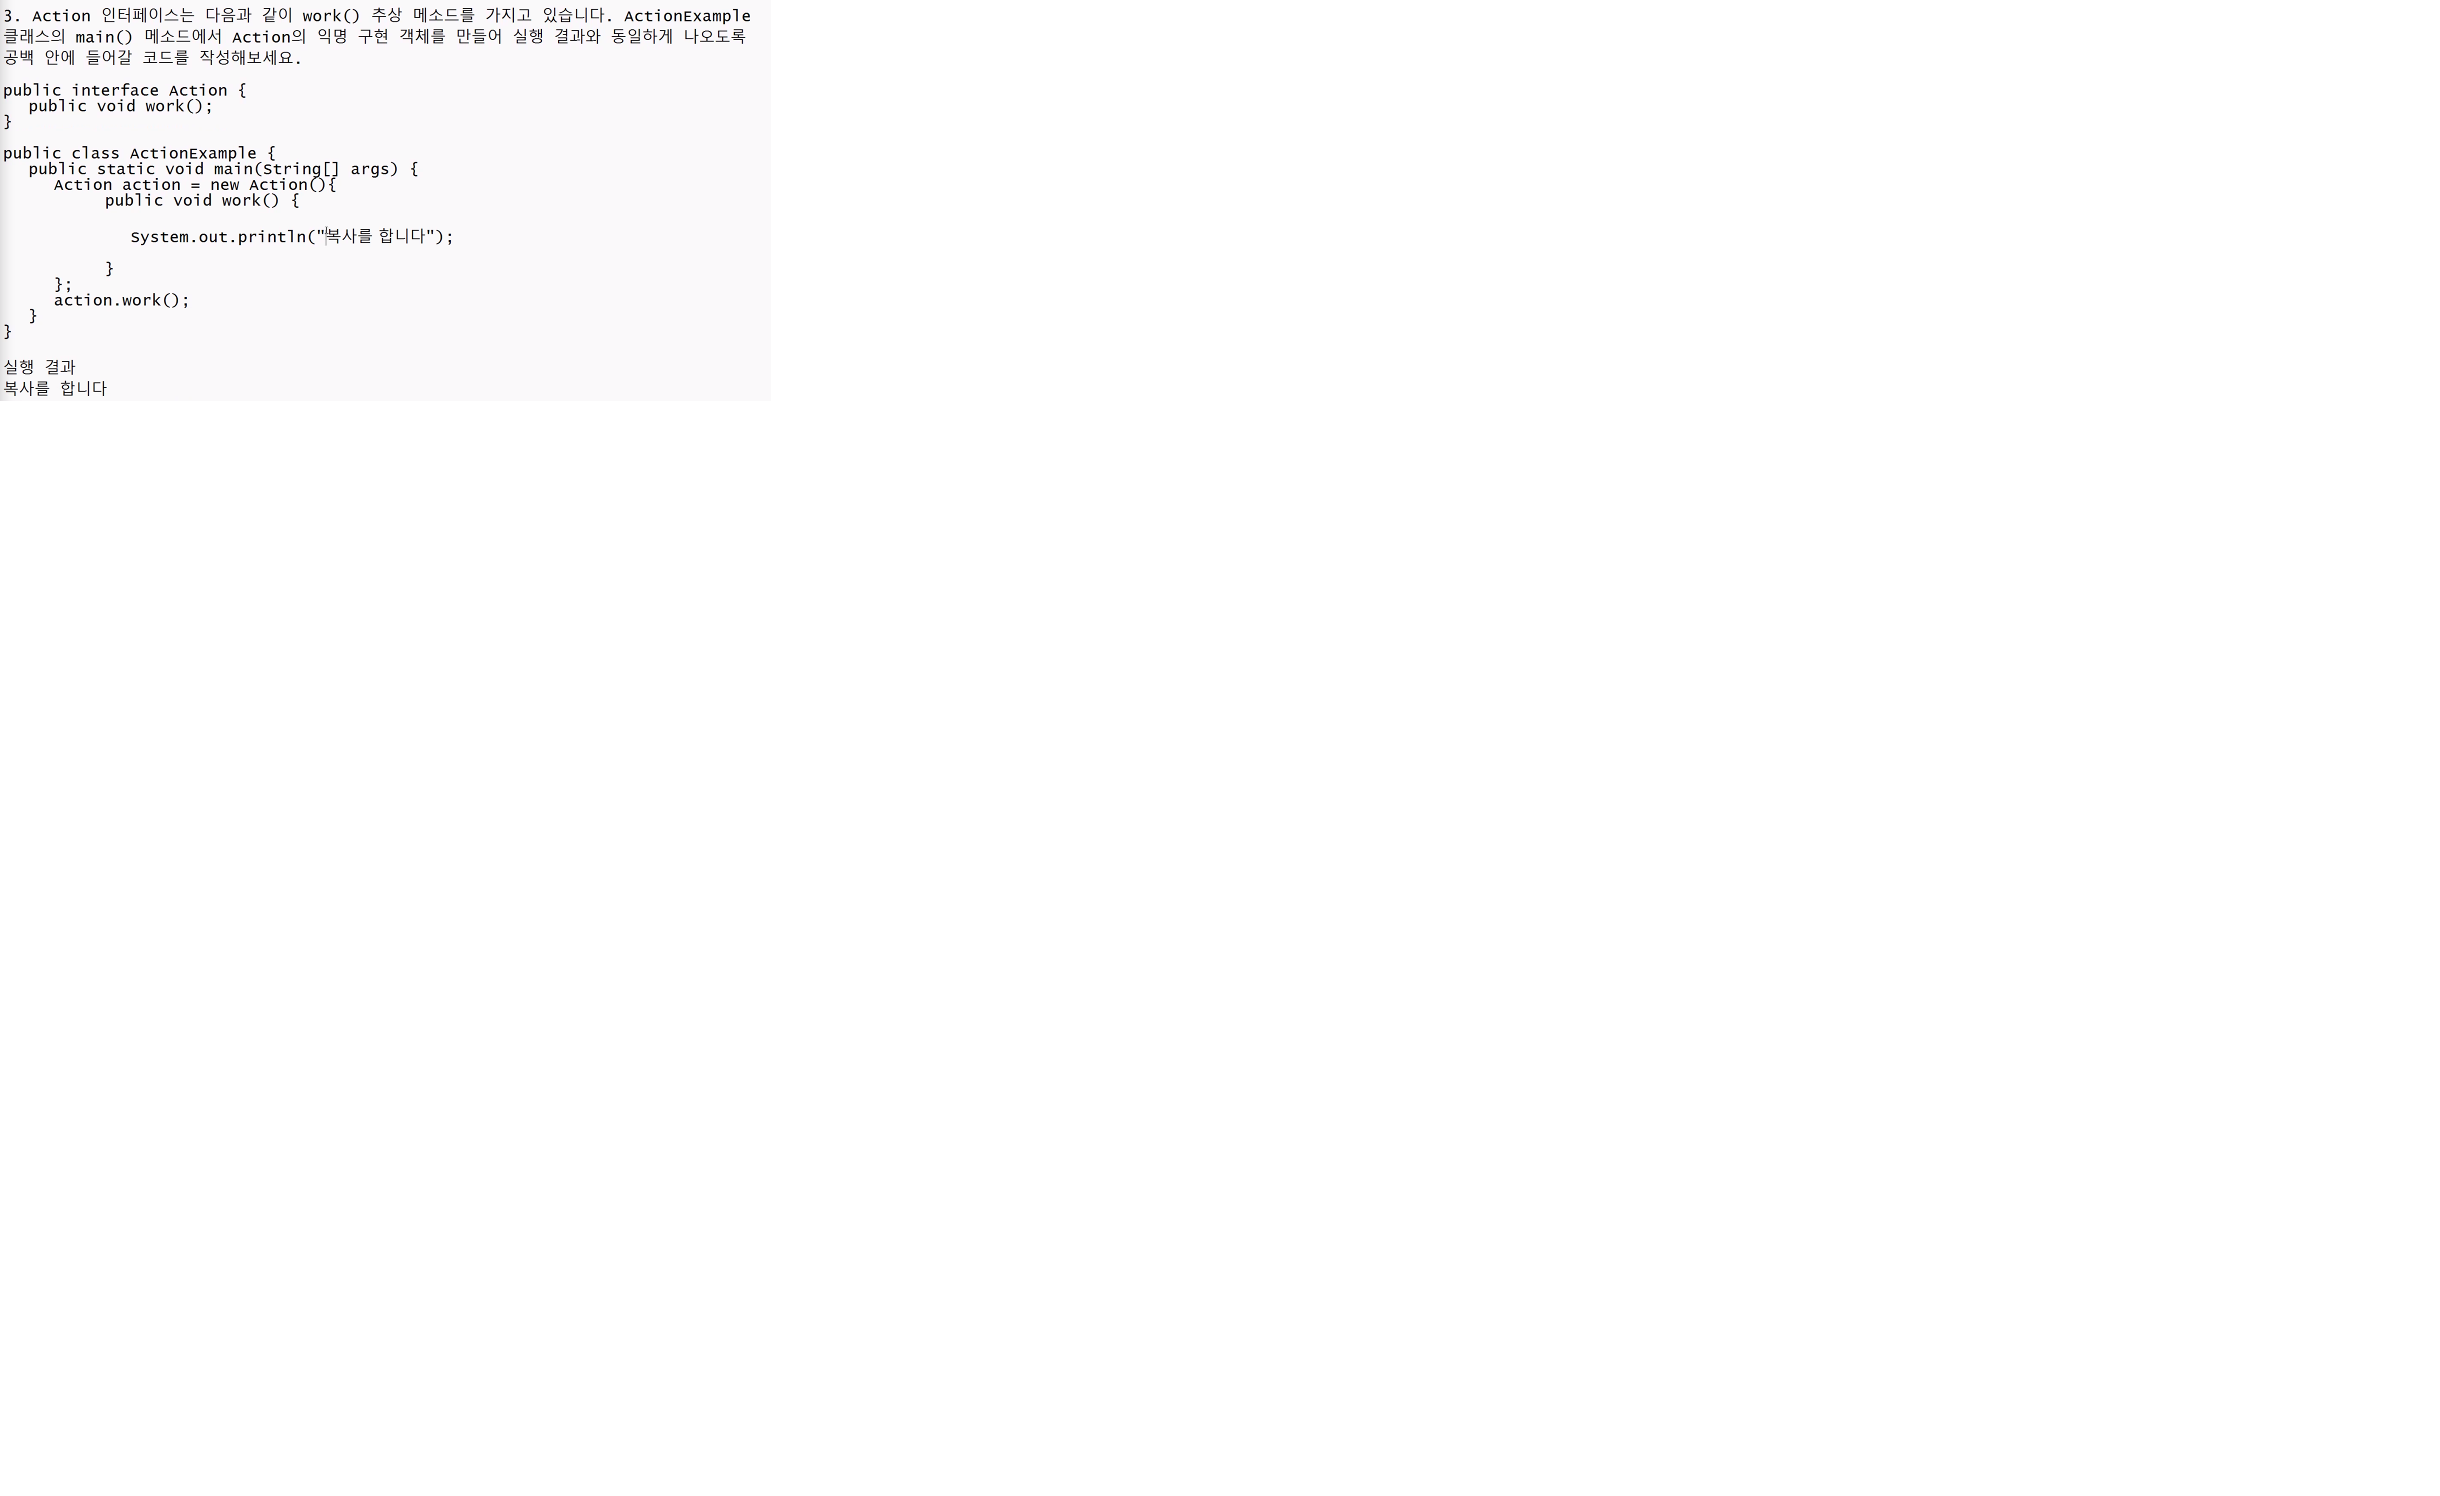 3. Action 인터페이스는 다음과 같이 work() 추상 메소드를 가지고 있습니다. ActionExample
클래스의 main() 메소드에서 Action의 익명 구현 객체를 만들어 실행 결과와 동일하게 나오도록
공백 안에 들어갈 코드를 작성해보세요.
public interface Action {
public void work();
}
public class ActionExample {
public static void main(String[] args) {
Action action = new Action(){
public void work() {
System.out.println("복사를 합니다");
}
};
action.work();
}
}
실행 결과
복사를 합니다